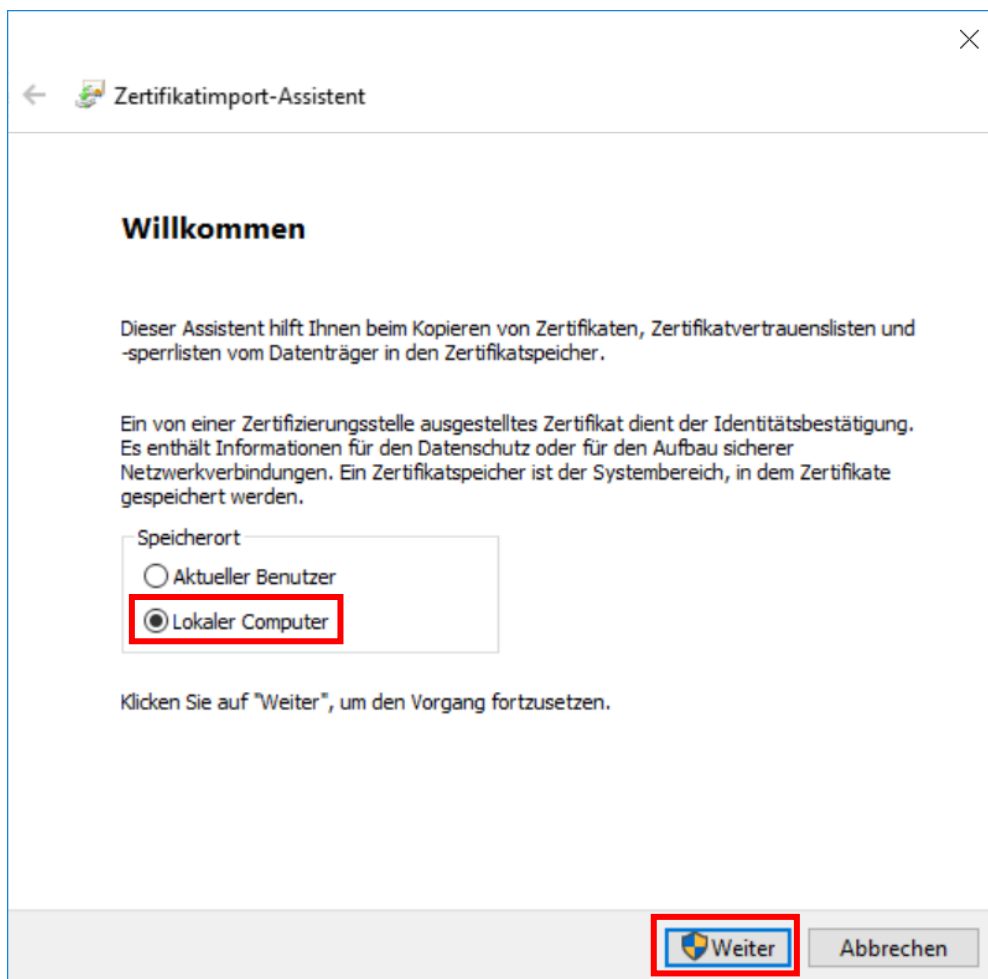 Zertifikatimport-Assistent
Willkommen
Dieser Assistent hilft Ihnen beim Kopieren von Zertifikaten, Zertifikatvertrauenslisten und
-sperrlisten vom Datenträger in den Zertifikatspeicher.
Ein von einer Zertifizierungsstelle ausgestelltes Zertifikat dient der Identitätsbestätigung.
Es enthält Informationen für den Datenschutz oder für den Aufbau sicherer
Netzwerkverbindungen. Ein Zertifikatspeicher ist der Systembereich, in dem Zertifikate
gespeichert werden.
Speicherort
Aktueller Benutzer
Lokaler Computer
Klicken Sie auf "Weiter", um den Vorgang fortzusetzen.
Weiter Abbrechen